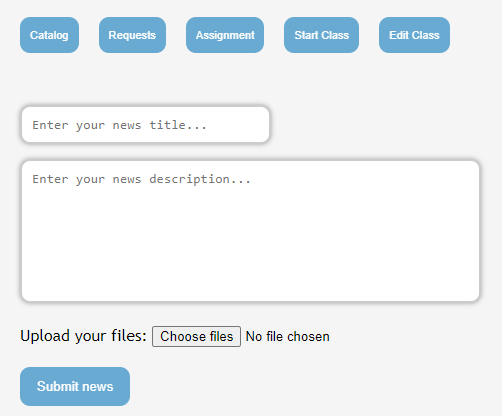 Catalog Requests Assignment Start Class Edit Class
Enter your news title...
Enter your news description...
Upload your files: Choose files No file chosen
Submit news